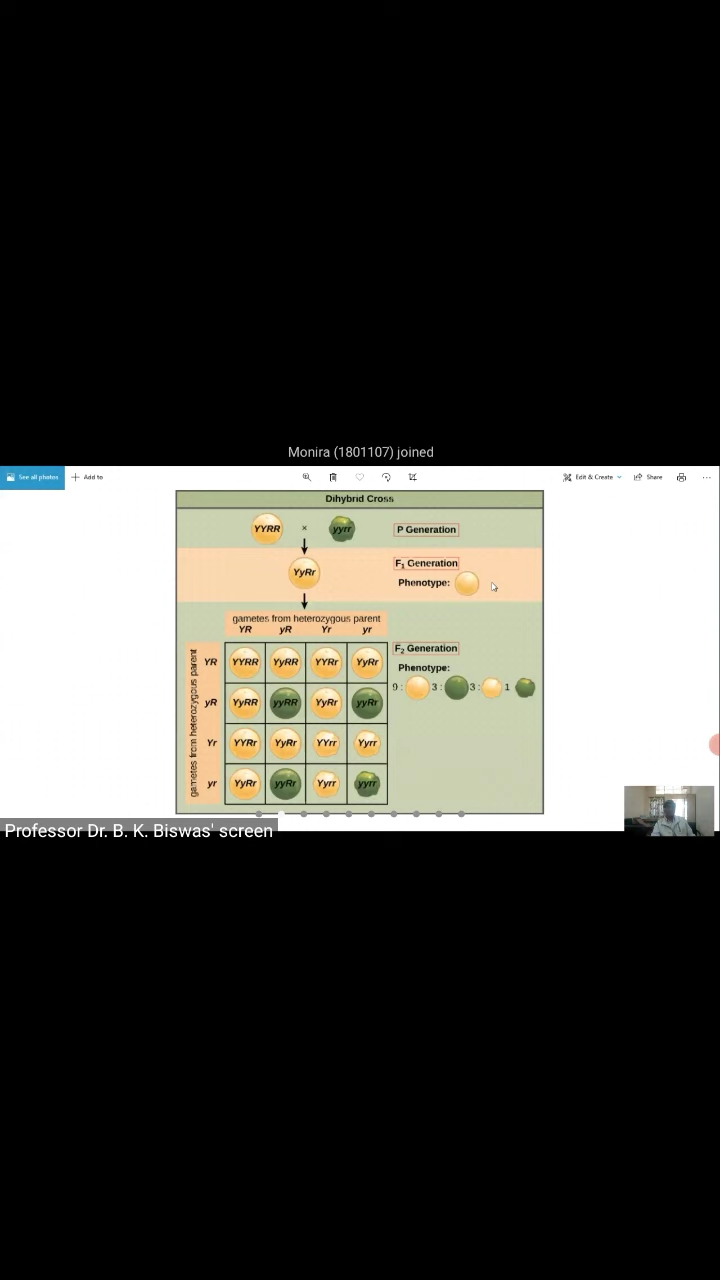 Monira (1801107) joined
See all photos
Add to
Edit & Create
Share
Dihybrid Cross
YYRR × yyrr P Generation
F1 Generation
YyRr
Phenotype:
gametes from heterozygous parent
YR yR Yr yr
gametes from heterozygous parent
YR YYRR YyRR YYRr YyRr
yR YyRR yyRR YyRr yyRr
Yr YYRr YyRr YYrr Yyrr
yr YyRr yyRr Yyrr yyrr
F2 Generation
Phenotype:
9 : 3 : 3 : 1
Professor Dr. B. K. Biswas' screen